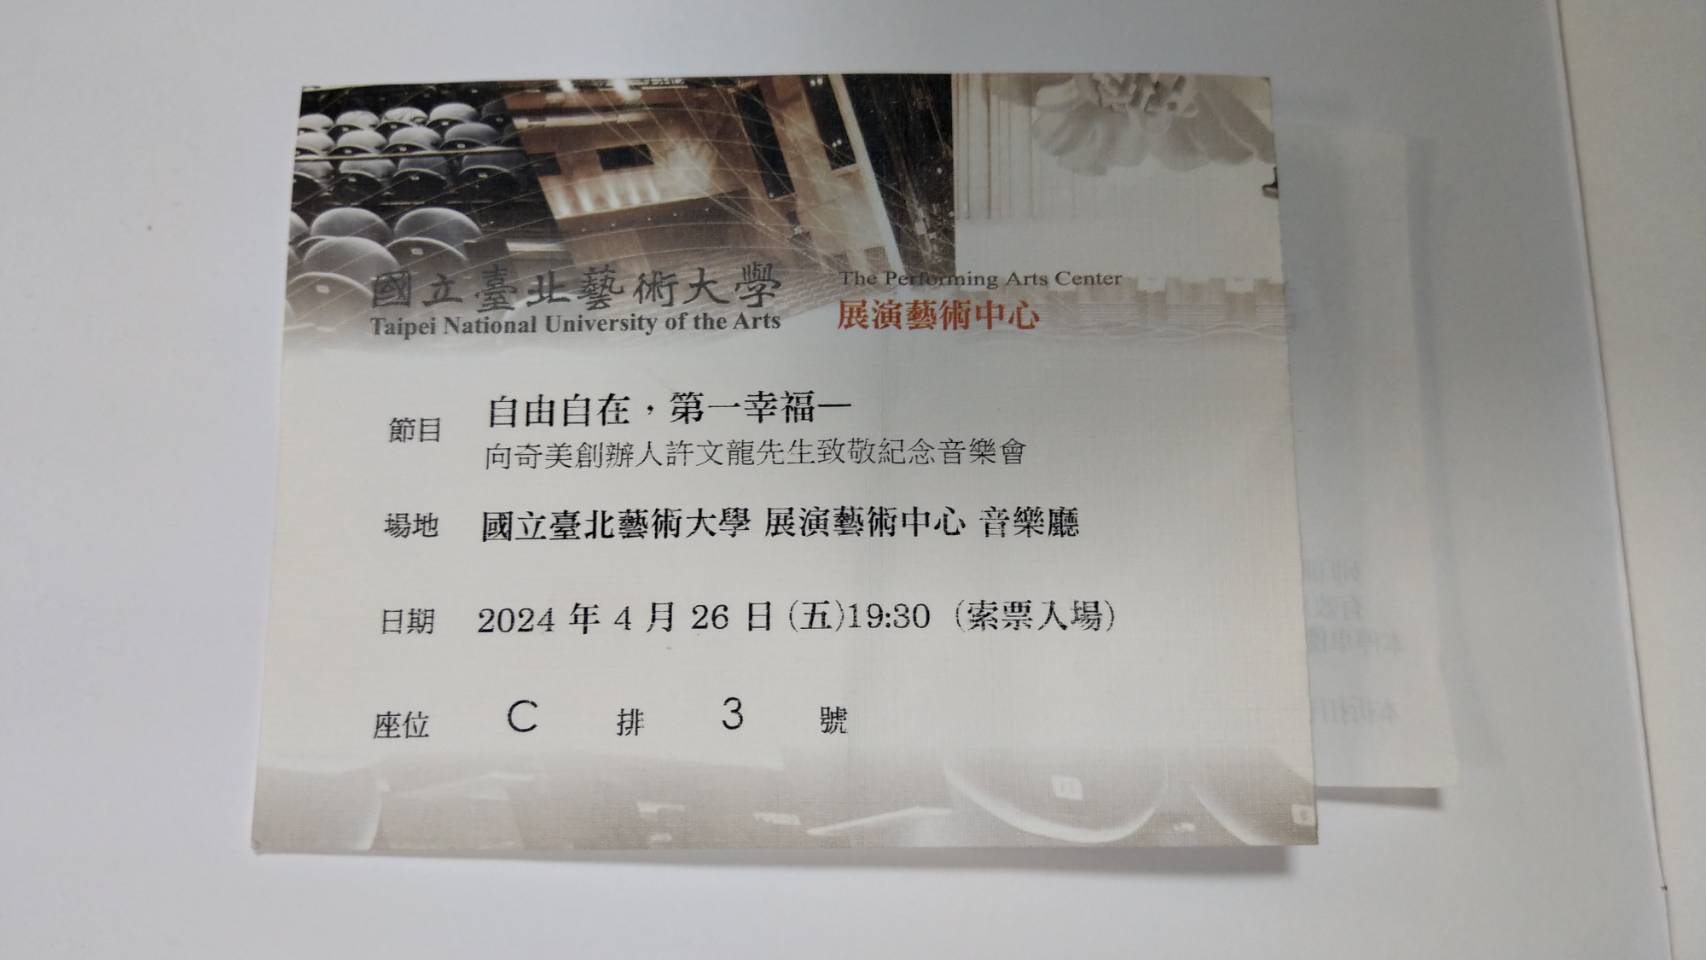 國立臺北藝術大學
Taipei National University of the Arts
The Performing Arts Center
展演藝術中心
節目 自由自在，第一幸福—
向奇美創辦人許文龍先生致敬紀念音樂會
場地 國立臺北藝術大學 展演藝術中心 音樂廳
日期 2024 年 4 月 26 日 (五)19:30 (索票入場)
座位 C 排 3 號